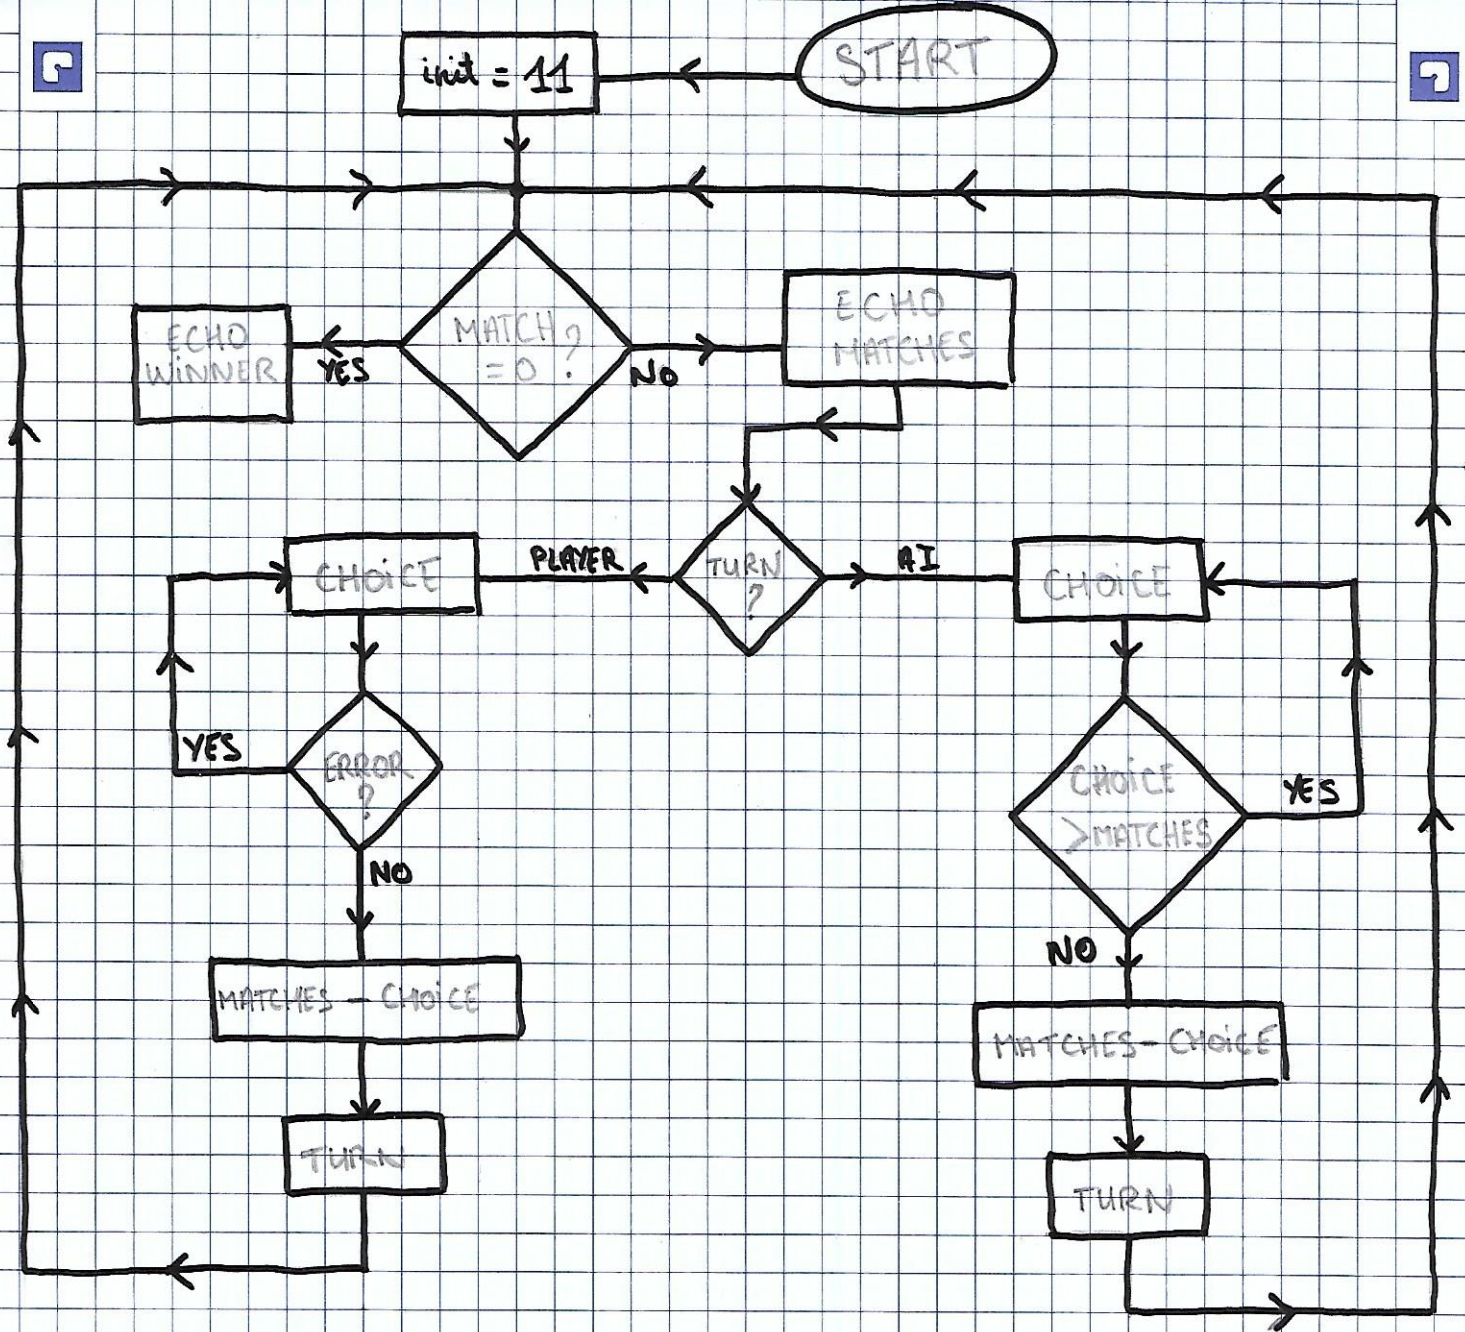 START
init = 11
MATCH
= 0 ?
YES
NO
ECHO
WINNER
ECHO
MATCHES
TURN
?
PLAYER
AI
CHOiCE
CHOiCE
ERROR
?
YES
NO
CHOiCE
>MATCHES
YES
NO
MATCHES - CHOiCE
MATCHES - CHOiCE
TURN
TURN